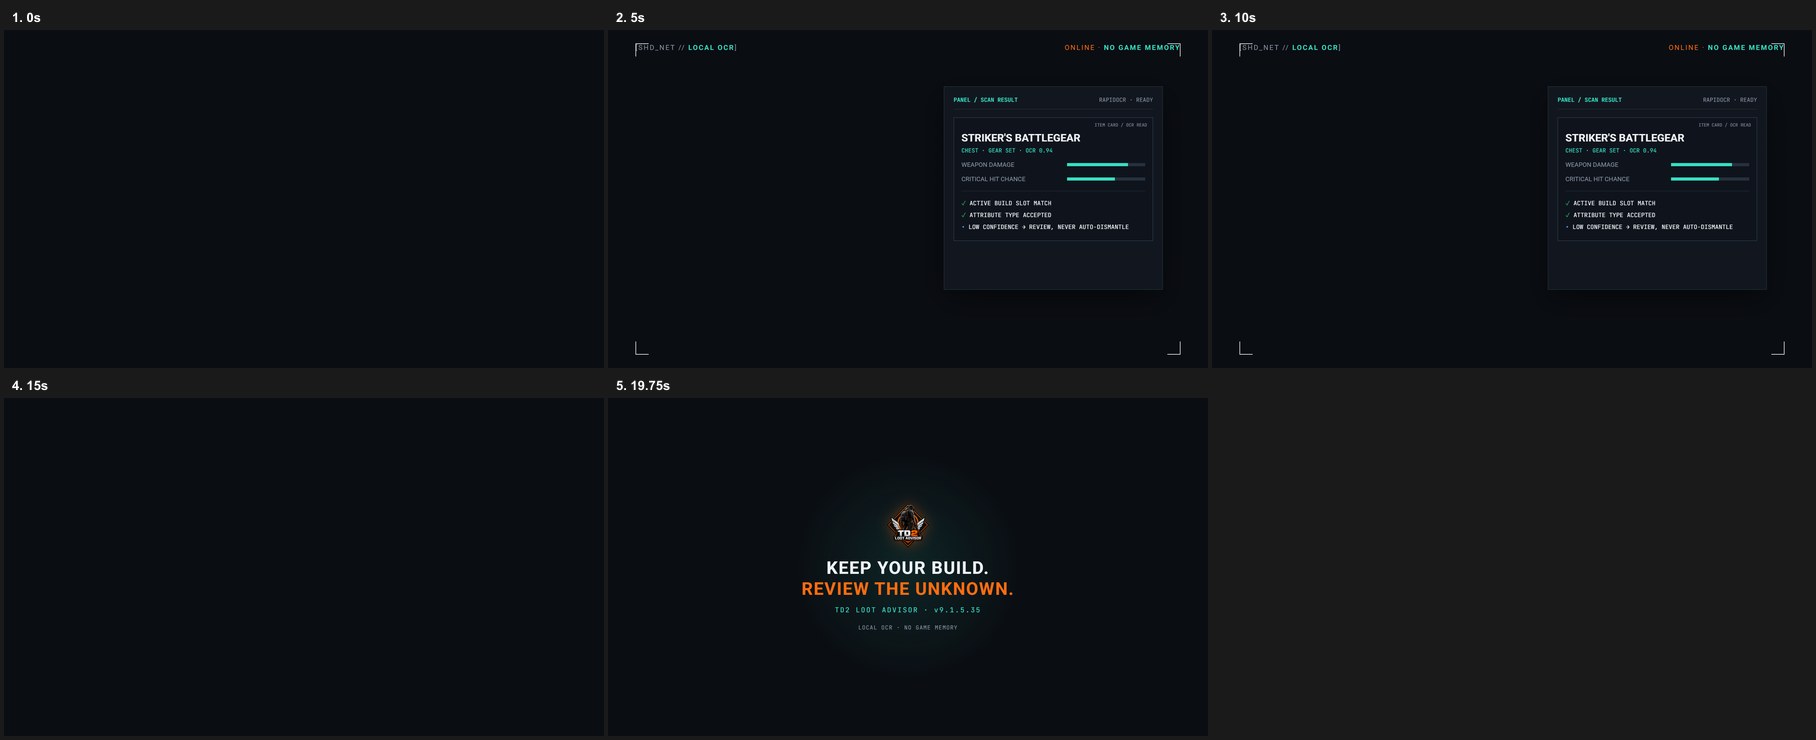 1. 0s
2. 5s
3. 10s
[SHD_NET // LOCAL OCR]
ONLINE · NO GAME MEMORY
PANEL / SCAN RESULT
RAPIDOCR · READY
ITEM CARD / OCR READ
STRIKER'S BATTLEGEAR
CHEST · GEAR SET · OCR 0.94
WEAPON DAMAGE
CRITICAL HIT CHANCE
✓ ACTIVE BUILD SLOT MATCH
✓ ATTRIBUTE TYPE ACCEPTED
· LOW CONFIDENCE → REVIEW, NEVER AUTO-DISMANTLE
[SHD_NET // LOCAL OCR]
ONLINE · NO GAME MEMORY
PANEL / SCAN RESULT
RAPIDOCR · READY
ITEM CARD / OCR READ
STRIKER'S BATTLEGEAR
CHEST · GEAR SET · OCR 0.94
WEAPON DAMAGE
CRITICAL HIT CHANCE
✓ ACTIVE BUILD SLOT MATCH
✓ ATTRIBUTE TYPE ACCEPTED
· LOW CONFIDENCE → REVIEW, NEVER AUTO-DISMANTLE
4. 15s
5. 19.75s
TD2
LOOT ADVISOR
KEEP YOUR BUILD.
REVIEW THE UNKNOWN.
TD2 LOOT ADVISOR · v9.1.5.35
LOCAL OCR · NO GAME MEMORY